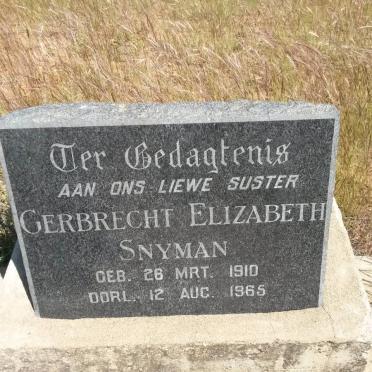 Ter Gedagtenis
AAN ONS LIEWE SUSTER
GERBRECHT ELIZABETH
SNYMAN
GEB. 26 MRT. 1910
OORL. 12 AUG. 1965